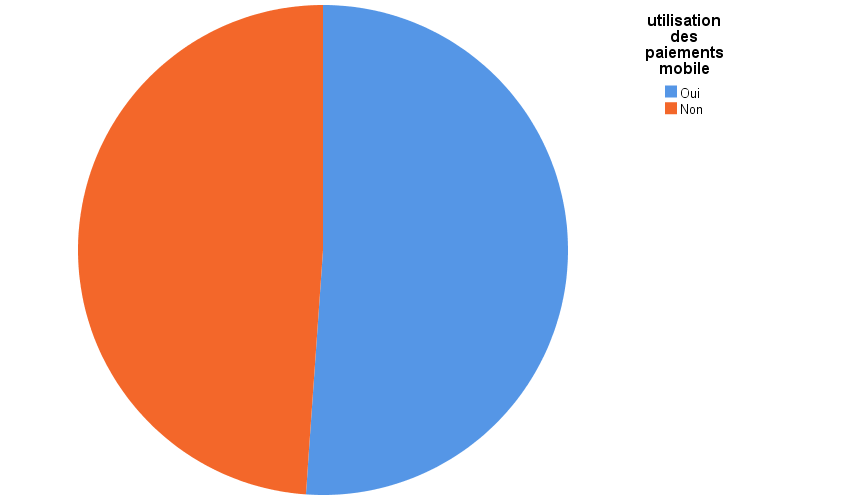 utilisation
des
paiements
mobile
Oui
Non